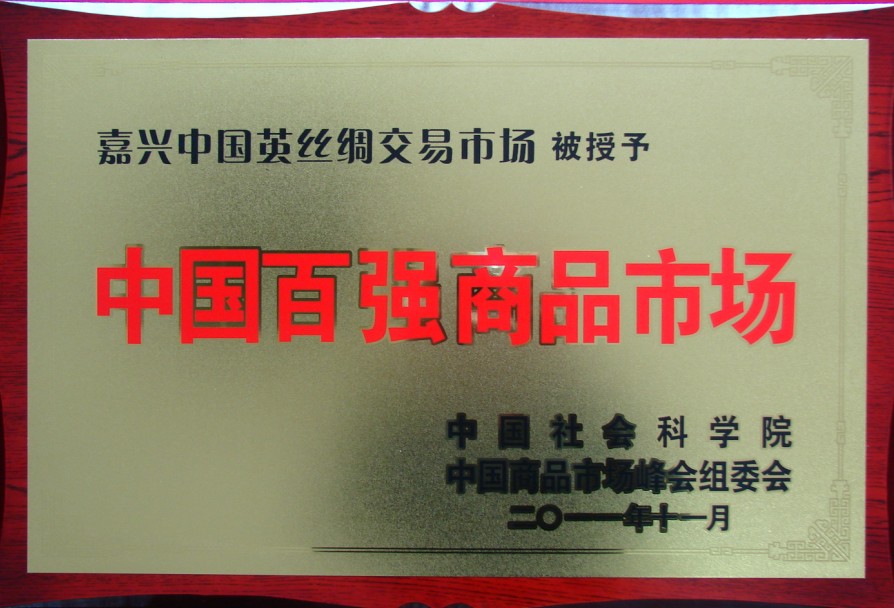 嘉兴中国英丝绸交易市场 被授予
中国百强商品市场
中国社会科学院
中国商品市场峰会组委会
二〇一一年十一月